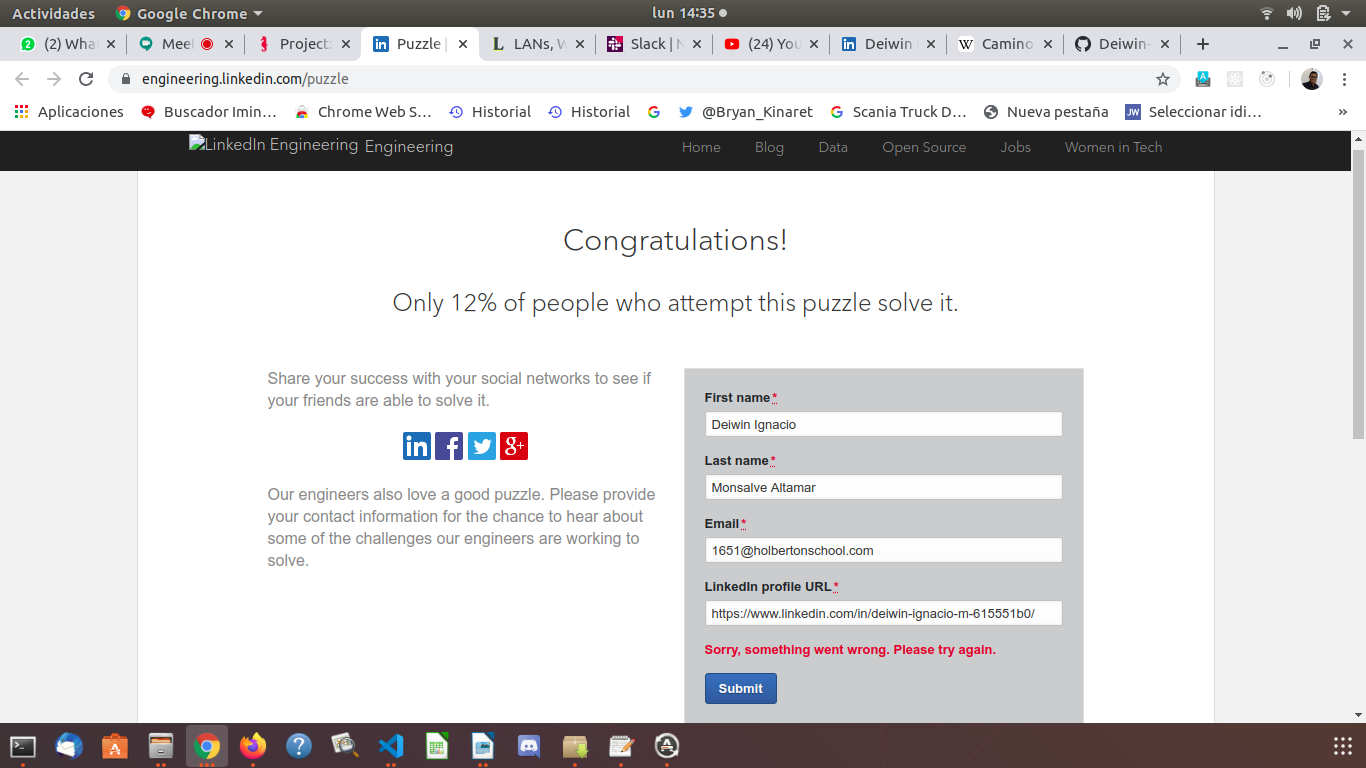 Actividades Google Chrome lun 14:35
(2) Wha Meet Project: Puzzle | LANs, W Slack | N (24) You Deiwin Camino Deiwin-
engineering.linkedin.com/puzzle
Aplicaciones Buscador Imin… Chrome Web S… Historial Historial @Bryan_Kinaret Scania Truck D… Nueva pestaña JW Seleccionar idi… »
LinkedIn Engineering Engineering Home Blog Data Open Source Jobs Women in Tech
Congratulations!
Only 12% of people who attempt this puzzle solve it.
Share your success with your social networks to see if
your friends are able to solve it.
Our engineers also love a good puzzle. Please provide
your contact information for the chance to hear about
some of the challenges our engineers are working to
solve.
First name*
Deiwin Ignacio
Last name*
Monsalve Altamar
Email*
1651@holbertonschool.com
LinkedIn profile URL*
https://www.linkedin.com/in/deiwin-ignacio-m-615551b0/
Sorry, something went wrong. Please try again.
Submit